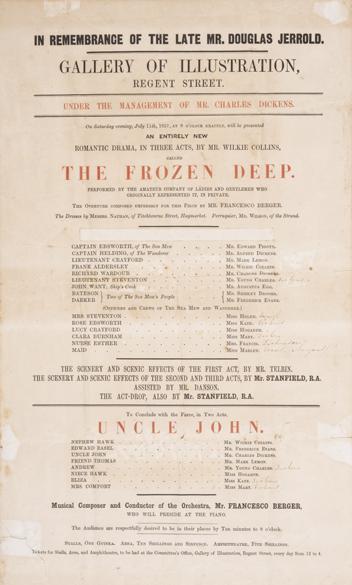 IN REMEMBRANCE OF THE LATE MR. DOUGLAS JERROLD.
GALLERY OF ILLUSTRATION,
REGENT STREET.
UNDER THE MANAGEMENT OF MR. CHARLES DICKENS.
On Saturday evening, July 11th, 1857, AT 8 O'CLOCK EXACTLY, will be presented
AN ENTIRELY NEW
ROMANTIC DRAMA, IN THREE ACTS, BY MR. WILKIE COLLINS,
CALLED
THE FROZEN DEEP.
PERFORMED BY THE AMATEUR COMPANY OF LADIES AND GENTLEMEN WHO
ORIGINALLY REPRESENTED IT, IN PRIVATE.
THE OVERTURE COMPOSED EXPRESSLY FOR THIS PIECE BY MR. FRANCESCO BERGER.
The Dresses by MESSRS. NATHAN, of Titchbourne Street, Haymarket. Perruquier, MR. WILSON, of the Strand.
CAPTAIN EBSWORTH, of The Sea Mew MR. EDWARD PIGOTT.
CAPTAIN HELDING, of The Wanderer MR. ALFRED DICKENS.
LIEUTENANT CRAYFORD MR. MARK LEMON.
FRANK ALDERSLEY MR. WILKIE COLLINS.
RICHARD WARDOUR MR. CHARLES DICKENS.
LIEUTENANT STEVENTON MR. YOUNG CHARLES
JOHN WANT, Ship's Cook MR. AUGUSTUS EGG.
BATESON } Two of The Sea Mew's People MR. SHIRLEY BROOKS.
DARKER MR. FREDERICK EVANS.
(OFFICERS AND CREWS OF THE SEA MEW AND WANDERER.)
MRS STEVENTON MISS HELEN.
ROSE EBSWORTH MISS KATE.
LUCY CRAYFORD MISS HOGARTH.
CLARA BURNHAM MISS MARY.
NURSE ESTHER MRS. FRANCIS.
MAID MISS MARLEY.
THE SCENERY AND SCENIC EFFECTS OF THE FIRST ACT, BY MR. TELBIN.
THE SCENERY AND SCENIC EFFECTS OF THE SECOND AND THIRD ACTS, BY Mr. STANFIELD, R.A.
ASSISTED BY MR. DANSON.
THE ACT-DROP, ALSO BY Mr. STANFIELD, R.A.
To Conclude with the Farce, in Two Acts,
UNCLE JOHN.
NEPHEW HAWK MR. WILKIE COLLINS.
EDWARD EASEL MR. FREDERICK EVANS.
UNCLE JOHN MR. CHARLES DICKENS.
FRIEND THOMAS MR. MARK LEMON.
ANDREW MR. YOUNG CHARLES
NIECE HAWK MISS HOGARTH.
ELIZA MISS KATE.
MRS COMFORT MISS MARY.
Musical Composer and Conductor of the Orchestra, Mr. FRANCESCO BERGER,
WHO WILL PRESIDE AT THE PIANO.
The Audience are respectfully desired to be in their places by Ten minutes to 8 o'clock.
STALLS, ONE GUINEA. AREA, TEN SHILLINGS AND SIXPENCE. AMPHITHEATRE, FIVE SHILLINGS.
Tickets for Stalls, Area, and Amphitheatre, to be had at the Committee's Office, Gallery of Illustration, Regent Street, every day from 12 to 4.